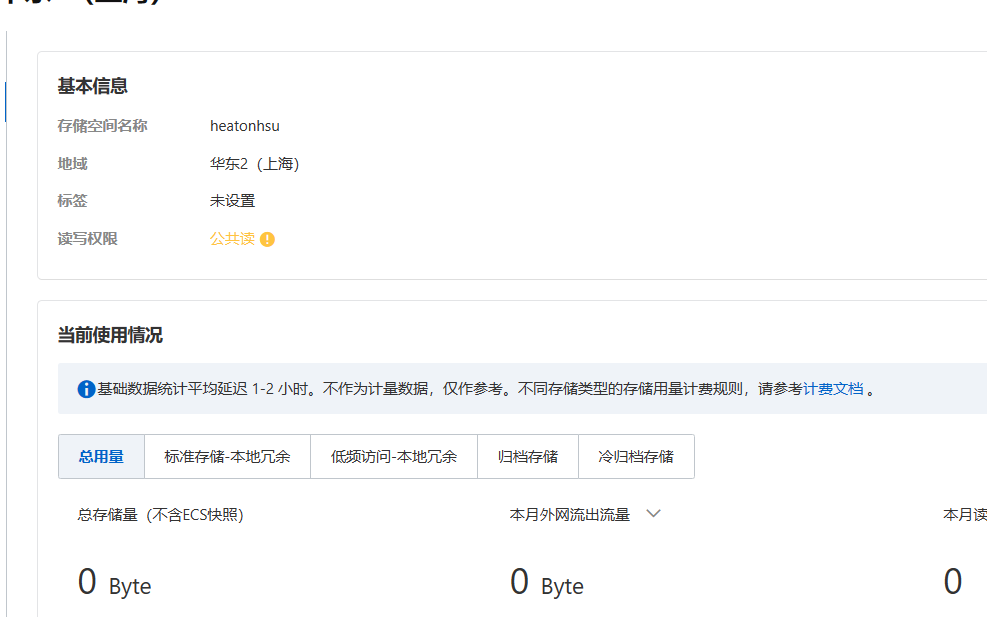 基本信息
存储空间名称 heatonhsu
地域 华东2（上海）
标签 未设置
读写权限 公共读
当前使用情况
基础数据统计平均延迟 1-2 小时。不作为计量数据，仅作参考。不同存储类型的存储用量计费规则，请参考计费文档 。
总用量 标准存储-本地冗余 低频访问-本地冗余 归档存储 冷归档存储
总存储量（不含ECS快照） 本月外网流出流量 本月读
0 Byte 0 Byte 0